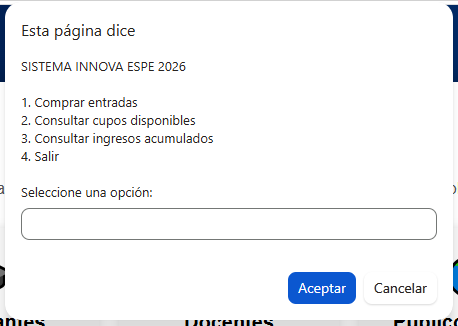 Esta página dice
SISTEMA INNOVA ESPE 2026
1. Comprar entradas
2. Consultar cupos disponibles
3. Consultar ingresos acumulados
4. Salir
Seleccione una opción:
Aceptar Cancelar
Docentes